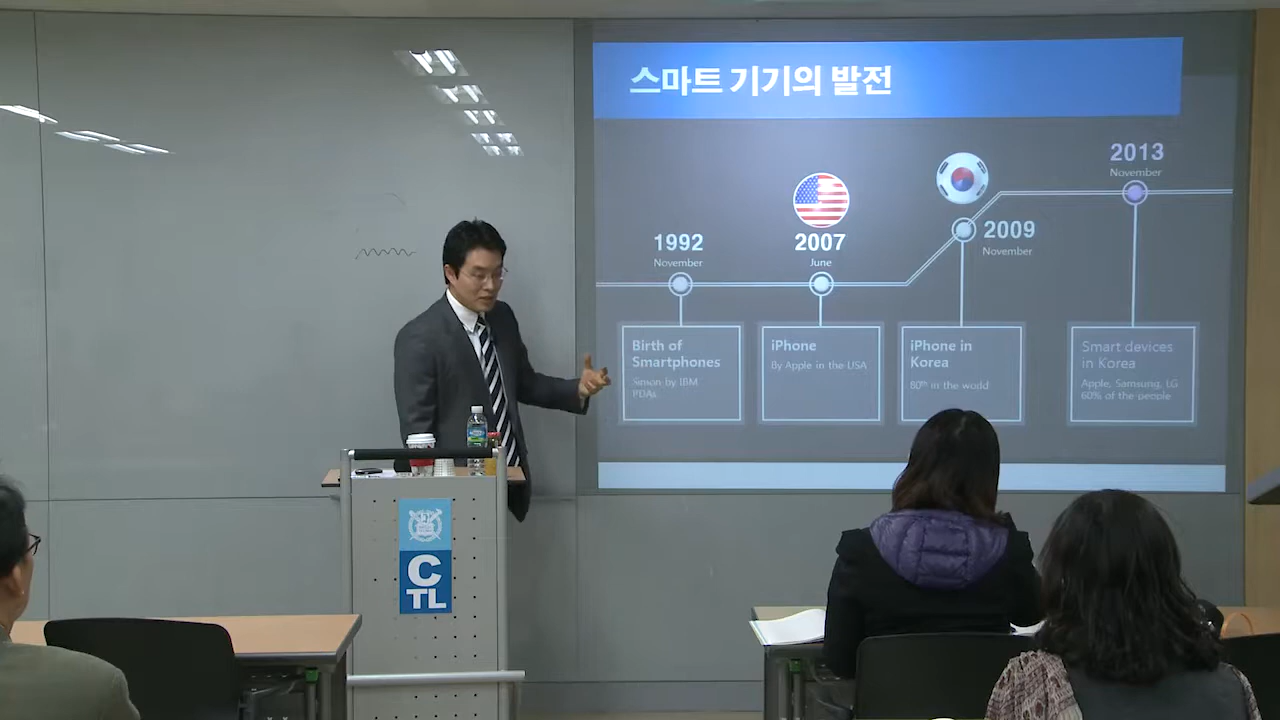 스마트 기기의 발전
1992
November
2007
June
2009
November
2013
November
Birth of
Smartphones
Simon by IBM
PDAs
iPhone
By Apple in the USA
iPhone in
Korea
80th in the world
Smart devices
in Korea
Apple, Samsung, LG
60% of the people
C
TL